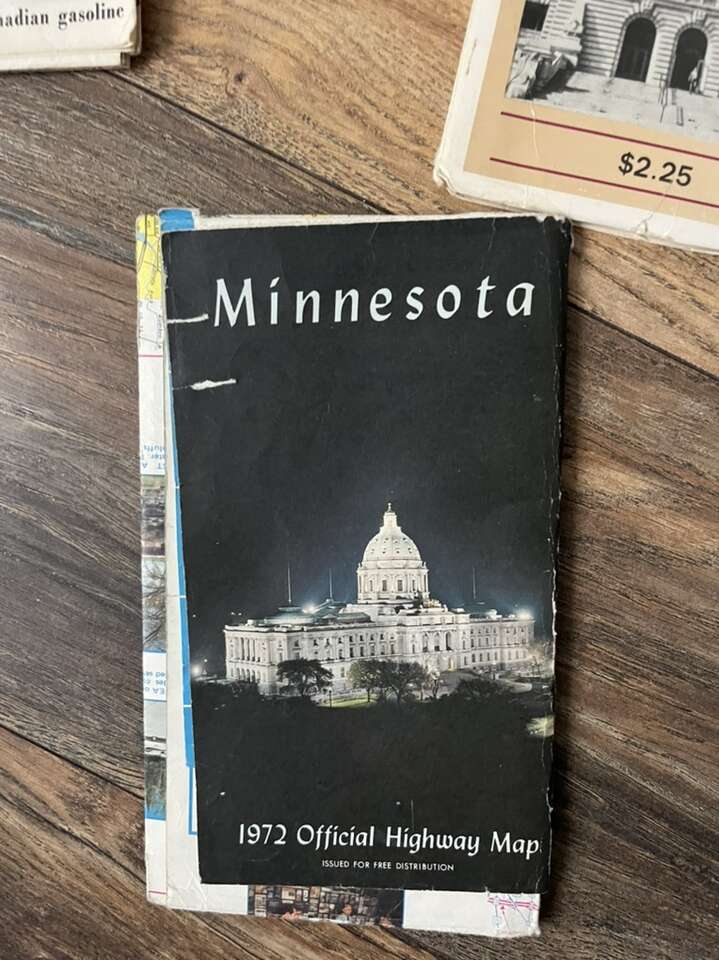 nadian gasoline
$2.25
Minnesota
1972 Official Highway Map
ISSUED FOR FREE DISTRIBUTION